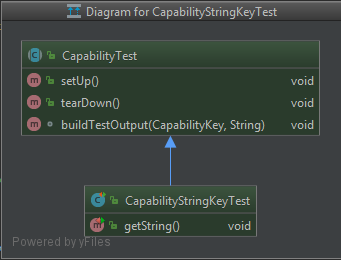 Diagram for CapabilityStringKeyTest
CapabilityTest
setUp() void
tearDown() void
buildTestOutput(CapabilityKey, String) void
CapabilityStringKeyTest
getString() void
Powered by yFiles